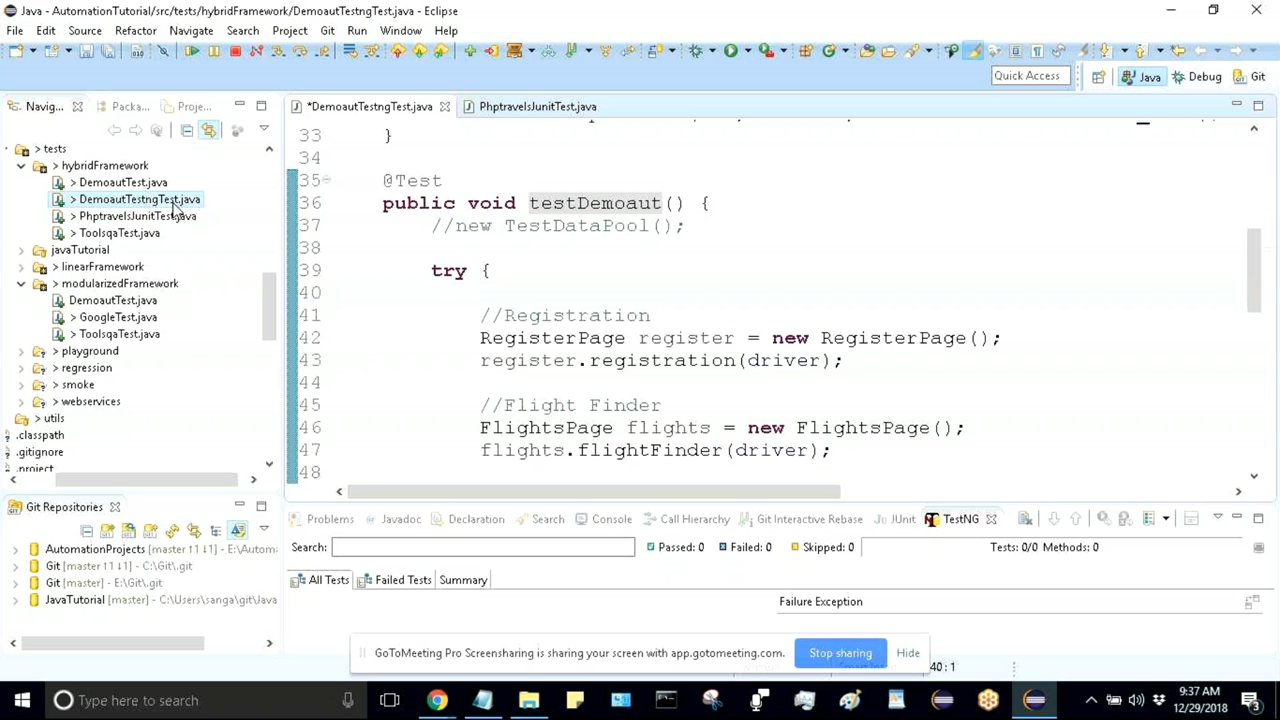 Java - AutomationTutorial/src/tests/hybridFramework/DemoautTestngTest.java - Eclipse
File Edit Source Refactor Navigate Search Project Git Run Window Help
Quick Access
Java
Debug
Git
Navig...
Packa...
Proje...
*DemoautTestngTest.java
PhptravelsJunitTest.java
> tests
> hybridFramework
> DemoautTest.java
> DemoautTestngTest.java
> PhptravelsJunitTest.java
> ToolsqaTest.java
javaTutorial
> linearFramework
> modularizedFramework
DemoautTest.java
> GoogleTest.java
> ToolsqaTest.java
> playground
> regression
> smoke
> webservices
> utils
.classpath
.gitignore
.project
33 }
34
35 @Test
36 public void testDemoaut() {
37 //new TestDataPool();
38
39 try {
40
41 //Registration
42 RegisterPage register = new RegisterPage();
43 register.registration(driver);
44
45 //Flight Finder
46 FlightsPage flights = new FlightsPage();
47 flights.flightFinder(driver);
48
Git Repositories
AutomationProjects [master ↑1 ↓1] - E:\Autom
Git [master ↑1 ↓1] - C:\Git\.git
Git [master] - E:\Git\.git
JavaTutorial [master] - C:\Users\sanga\git\Java
Problems
Javadoc
Declaration
Search
Console
Call Hierarchy
Git Interactive Rebase
JUnit
TestNG
Search:
Passed: 0
Failed: 0
Skipped: 0
Tests: 0/0 Methods: 0
All Tests
Failed Tests
Summary
Failure Exception
GoToMeeting Pro Screensharing is sharing your screen with app.gotomeeting.com.
Stop sharing
Hide
40 : 1
Type here to search
9:37 AM
12/29/2018
3